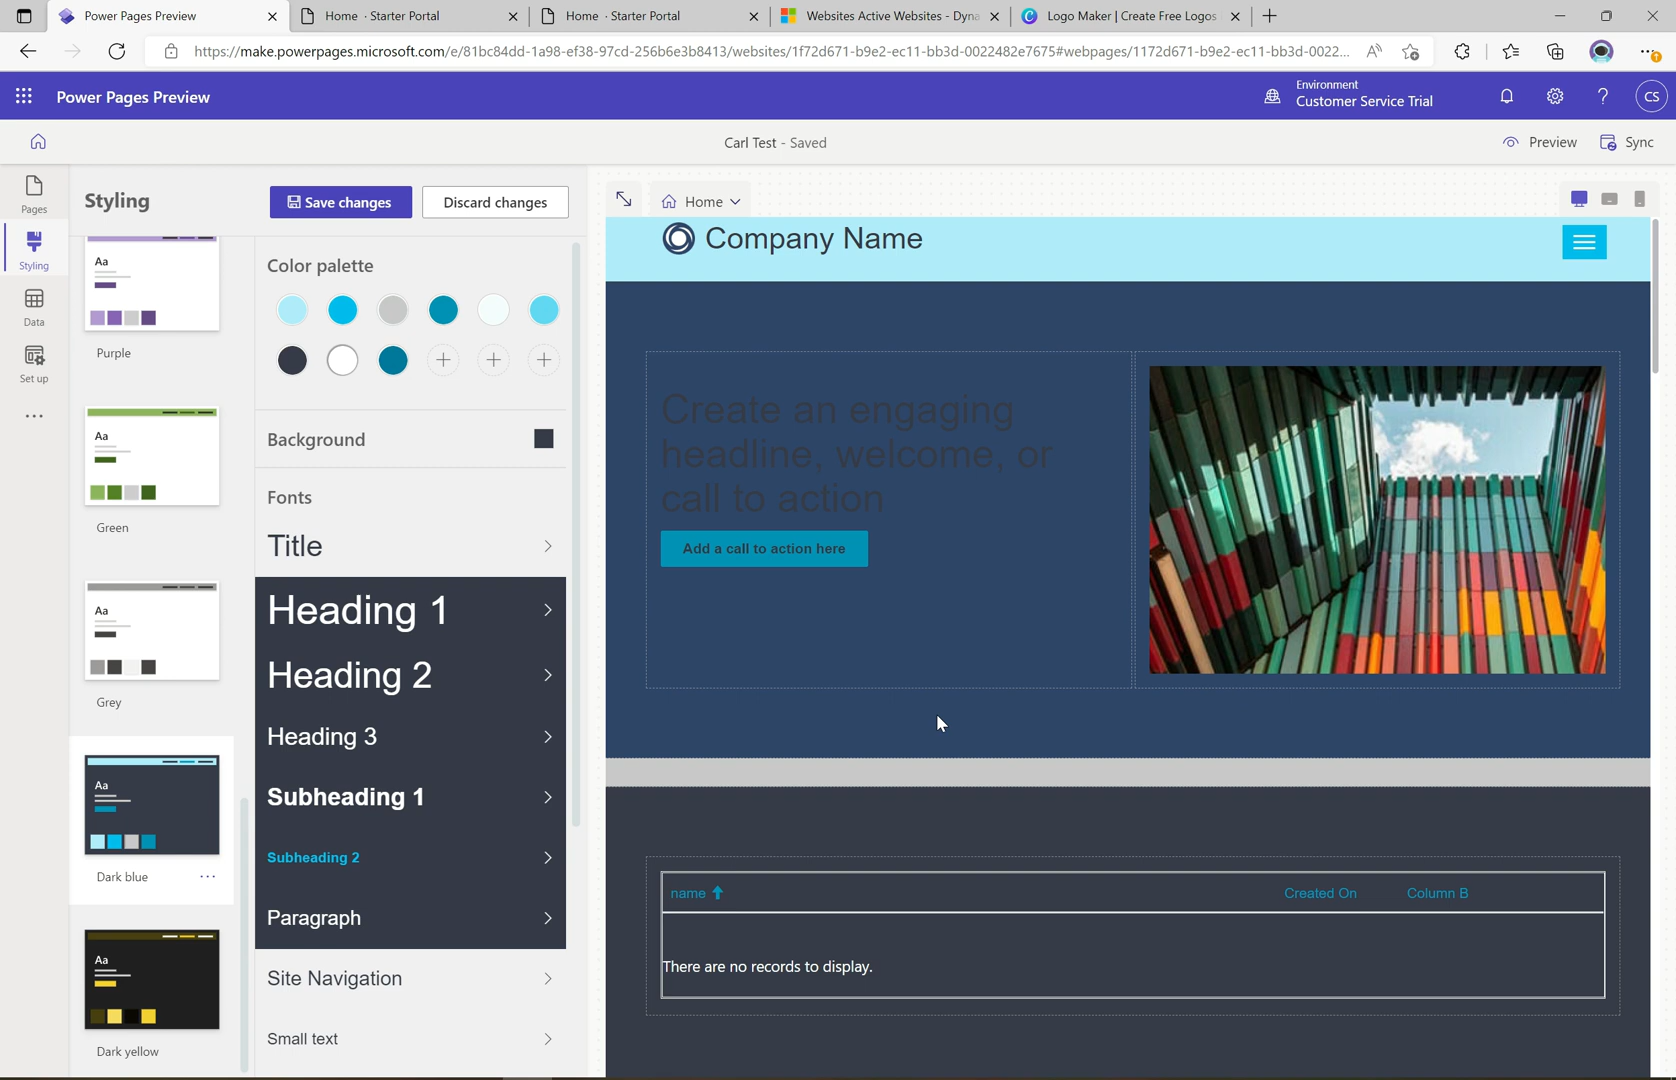 Power Pages Preview
Home · Starter Portal
Home · Starter Portal
Websites Active Websites - Dyna
Logo Maker | Create Free Logos
https://make.powerpages.microsoft.com/e/81bc84dd-1a98-ef38-97cd-256b6e3b8413/websites/1f72d671-b9e2-ec11-bb3d-0022482e7675#webpages/1172d671-b9e2-ec11-bb3d-0022...
Power Pages Preview
Environment
Customer Service Trial
CS
Carl Test - Saved
Preview
Sync
Pages
Styling
Data
Set up
Styling
Save changes
Discard changes
Aa
Purple
Aa
Green
Aa
Grey
Aa
Dark blue
Aa
Dark yellow
Color palette
Background
Fonts
Title
Heading 1
Heading 2
Heading 3
Subheading 1
Subheading 2
Paragraph
Site Navigation
Small text
Home
Company Name
Create an engaging
headline, welcome, or
call to action
Add a call to action here
name
Created On
Column B
There are no records to display.